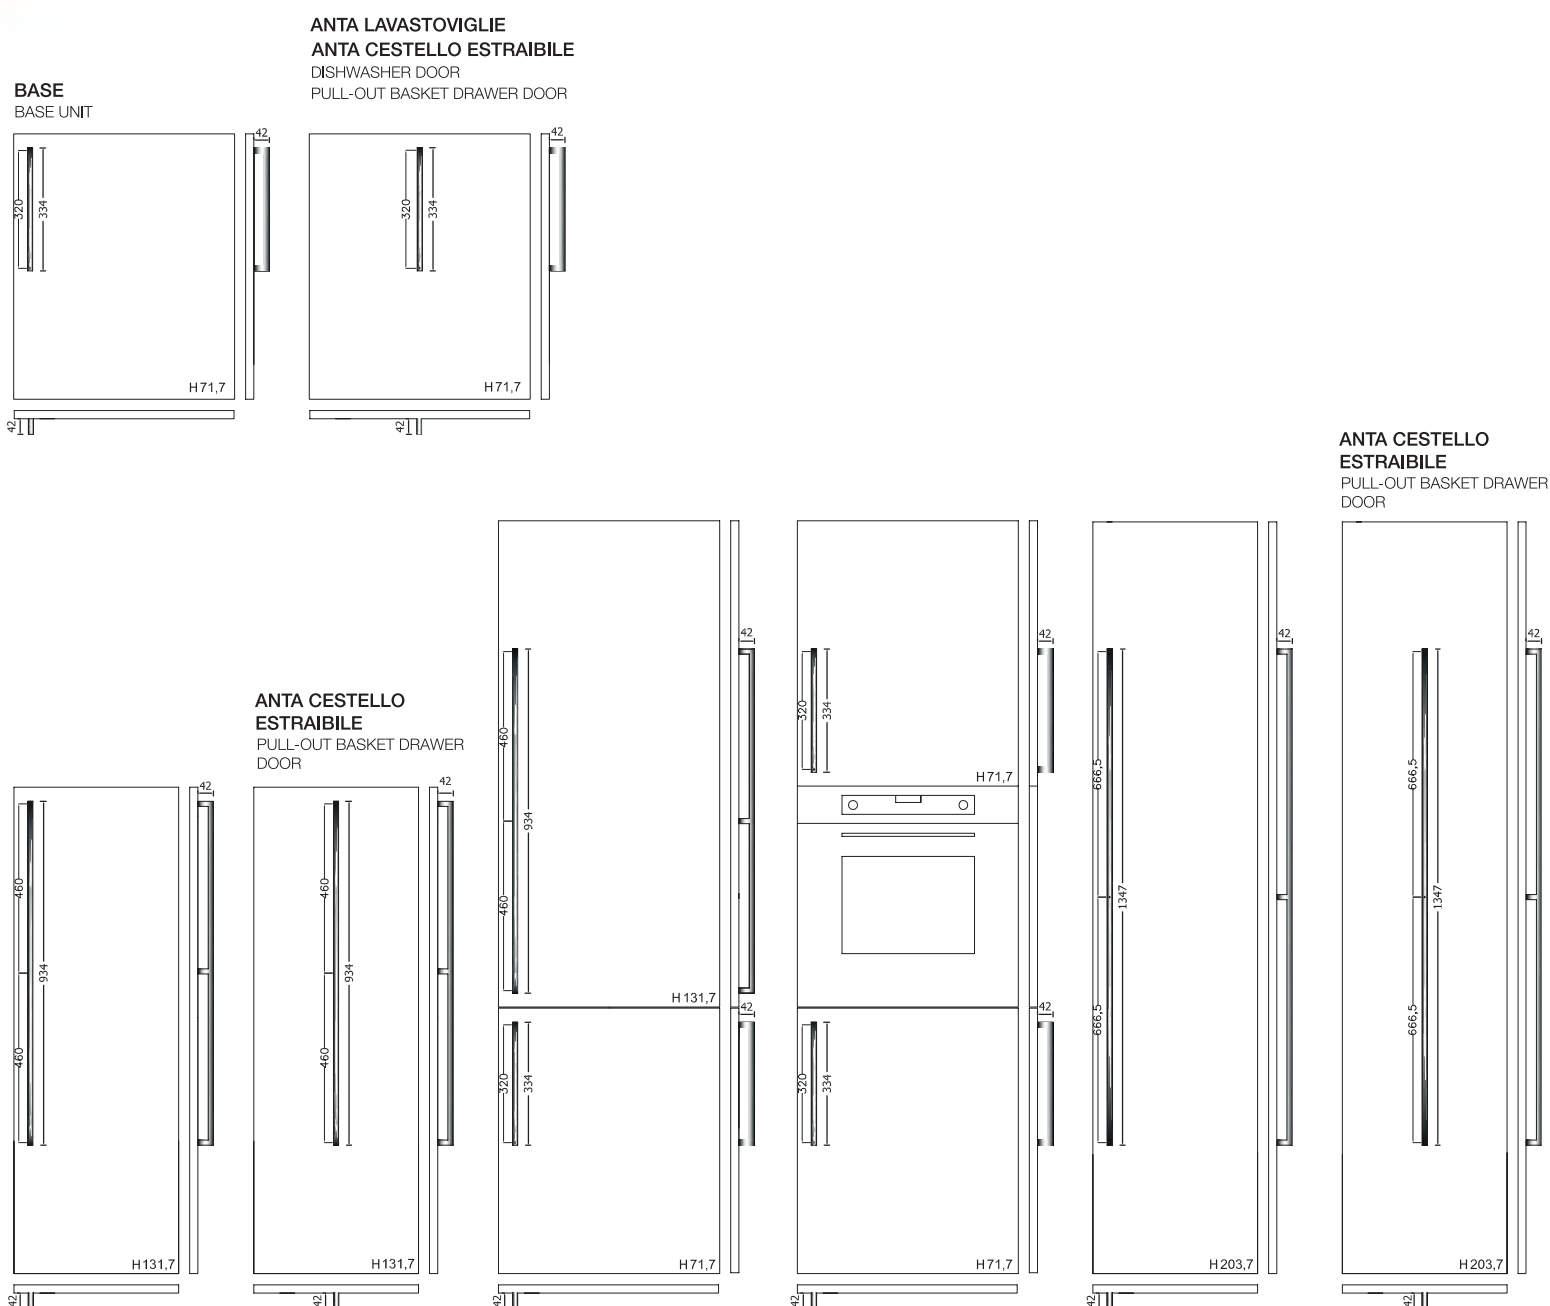 ANTA LAVASTOVIGLIE
ANTA CESTELLO ESTRAIBILE
DISHWASHER DOOR
PULL-OUT BASKET DRAWER DOOR
BASE
BASE UNIT
42
320
334
H71,7
42
42
320
334
H71,7
42
ANTA CESTELLO
ESTRAIBILE
PULL-OUT BASKET DRAWER
DOOR
ANTA CESTELLO
ESTRAIBILE
PULL-OUT BASKET DRAWER
DOOR
42
460
460
934
H131,7
42
42
460
460
934
H131,7
42
42
460
460
934
H131,7
42
320
334
H71,7
42
42
320
334
H71,7
42
320
334
H71,7
42
42
666,5
666,5
1347
H203,7
42
42
666,5
666,5
1347
H203,7
42